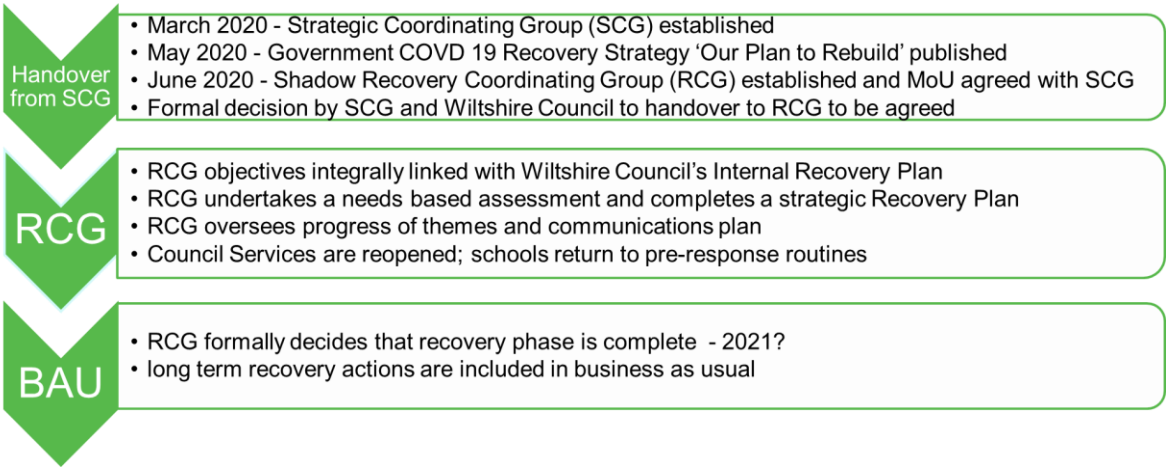 Handover
from SCG
• March 2020 - Strategic Coordinating Group (SCG) established
• May 2020 - Government COVD 19 Recovery Strategy ‘Our Plan to Rebuild’ published
• June 2020 - Shadow Recovery Coordinating Group (RCG) established and MoU agreed with SCG
• Formal decision by SCG and Wiltshire Council to handover to RCG to be agreed
RCG
• RCG objectives integrally linked with Wiltshire Council’s Internal Recovery Plan
• RCG undertakes a needs based assessment and completes a strategic Recovery Plan
• RCG oversees progress of themes and communications plan
• Council Services are reopened; schools return to pre-response routines
BAU
• RCG formally decides that recovery phase is complete - 2021?
• long term recovery actions are included in business as usual